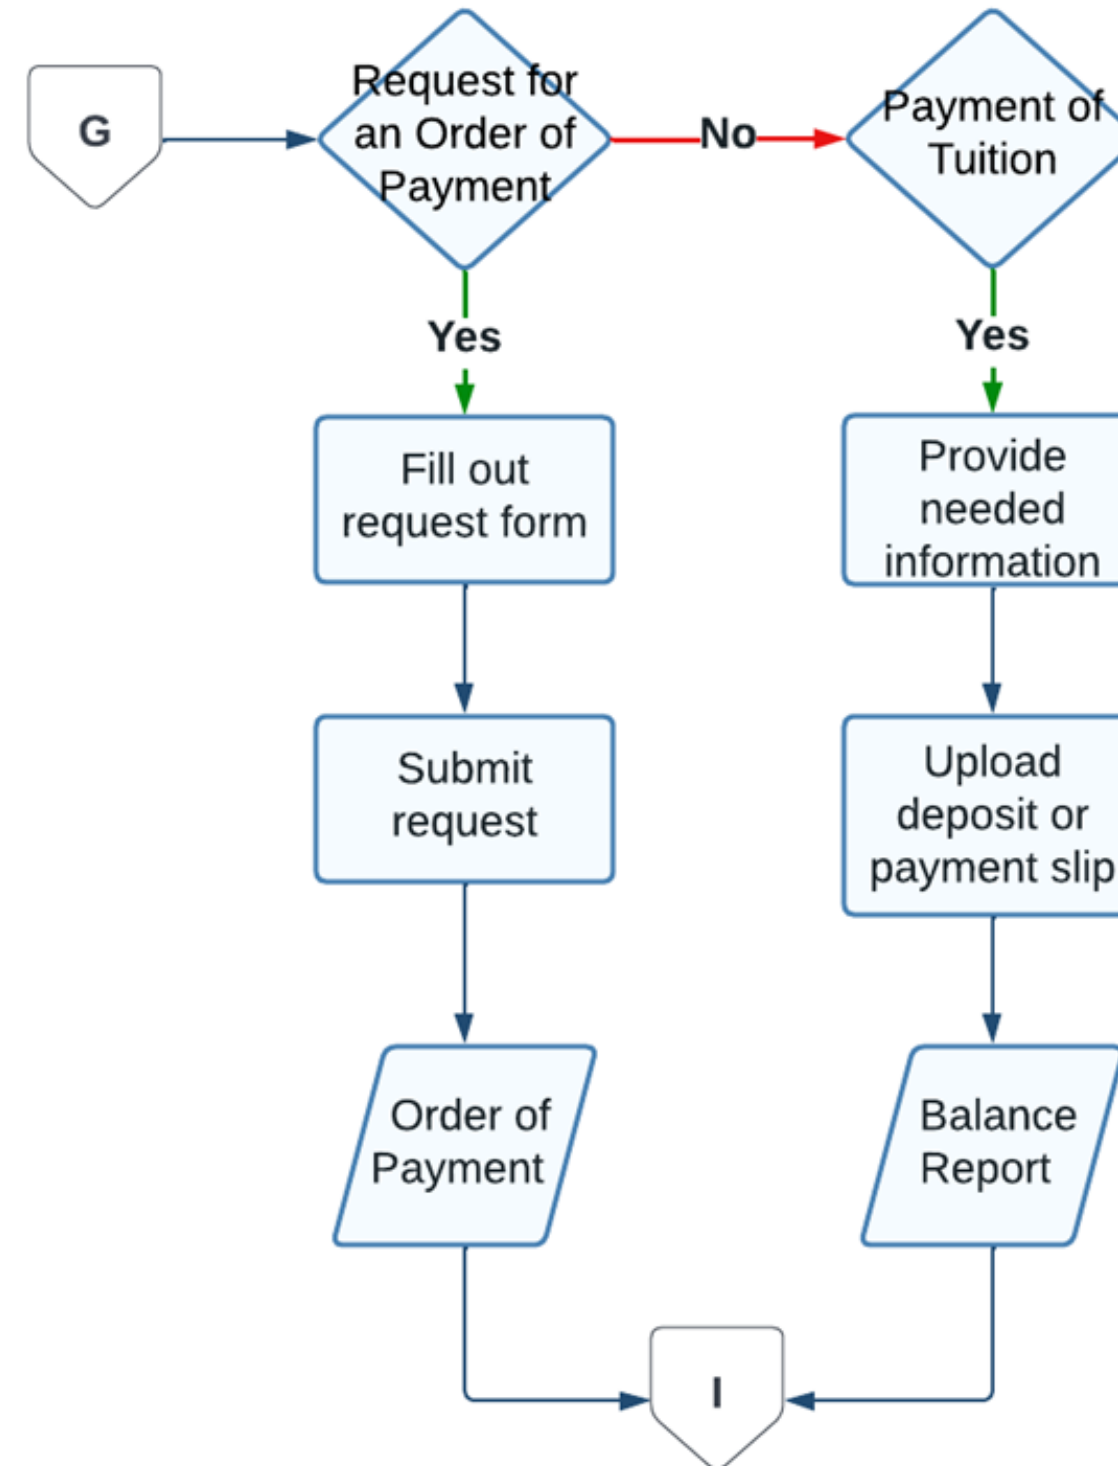 G
Request for
an Order of
Payment
No
Payment of
Tuition
Yes
Yes
Fill out
request form
Provide
needed
information
Submit
request
Upload
deposit or
payment slip
Order of
Payment
Balance
Report
I